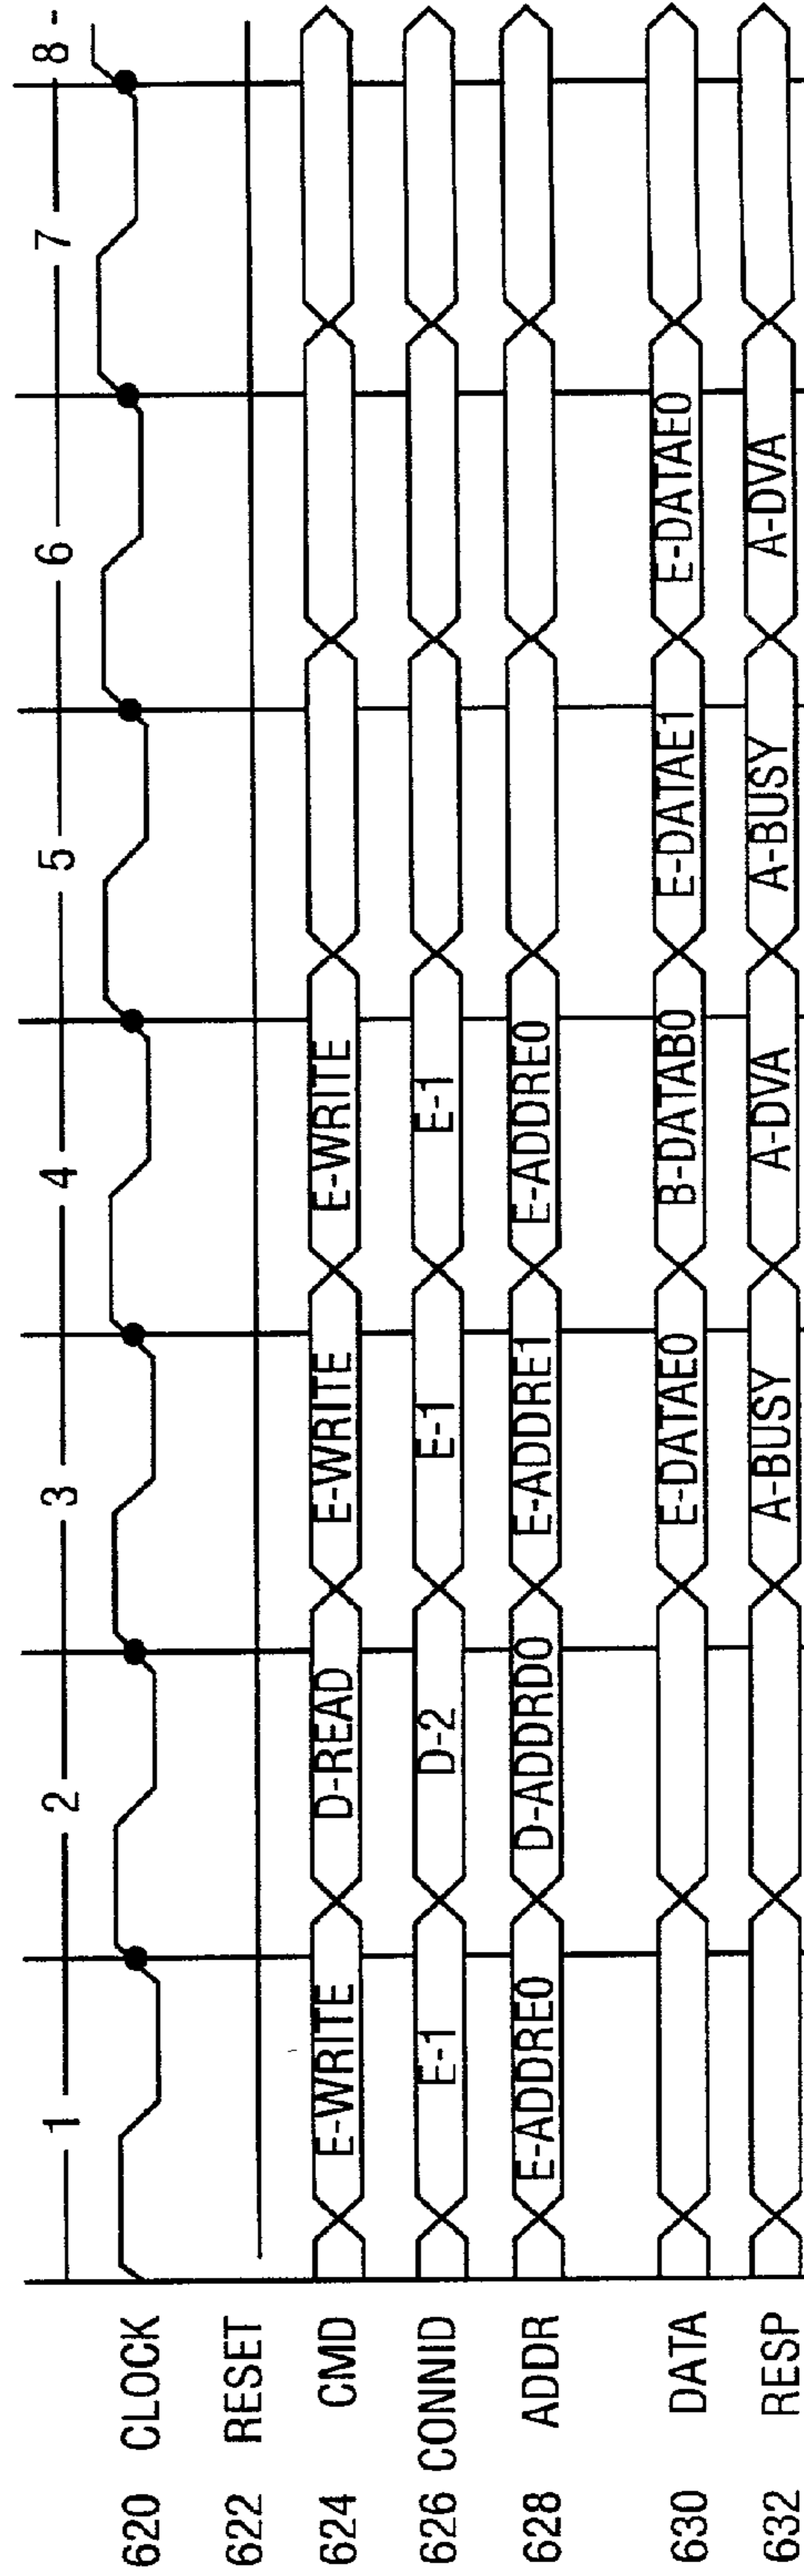 1 2 3 4 5 6 7 8
620 CLOCK
622 RESET
624 CMD E-WRITE D-READ E-WRITE E-WRITE
626 CONNID E-1 D-2 E-1 E-1
628 ADDR E-ADDRE0 D-ADDRD0 E-ADDRE1 E-ADDRE0
630 DATA E-DATAE0 B-DATAB0 E-DATAE1 E-DATAE0
632 RESP A-BUSY A-DVA A-BUSY A-DVA